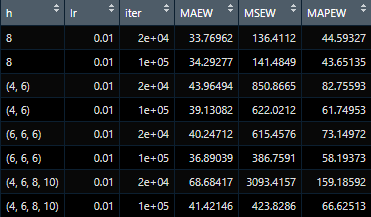 h lr iter MAEW MSEW MAPEW
8 0.01 2e+04 33.76962 136.4112 44.59327
8 0.01 1e+05 34.29277 141.4849 43.65135
(4, 6) 0.01 2e+04 43.96494 850.8665 82.75593
(4, 6) 0.01 1e+05 39.13082 622.0212 61.74953
(6, 6, 6) 0.01 2e+04 40.24712 615.4576 73.14972
(6, 6, 6) 0.01 1e+05 36.89039 386.7591 58.19373
(4, 6, 8, 10) 0.01 2e+04 68.68417 3093.4157 159.18592
(4, 6, 8, 10) 0.01 1e+05 41.42146 423.8286 66.62513